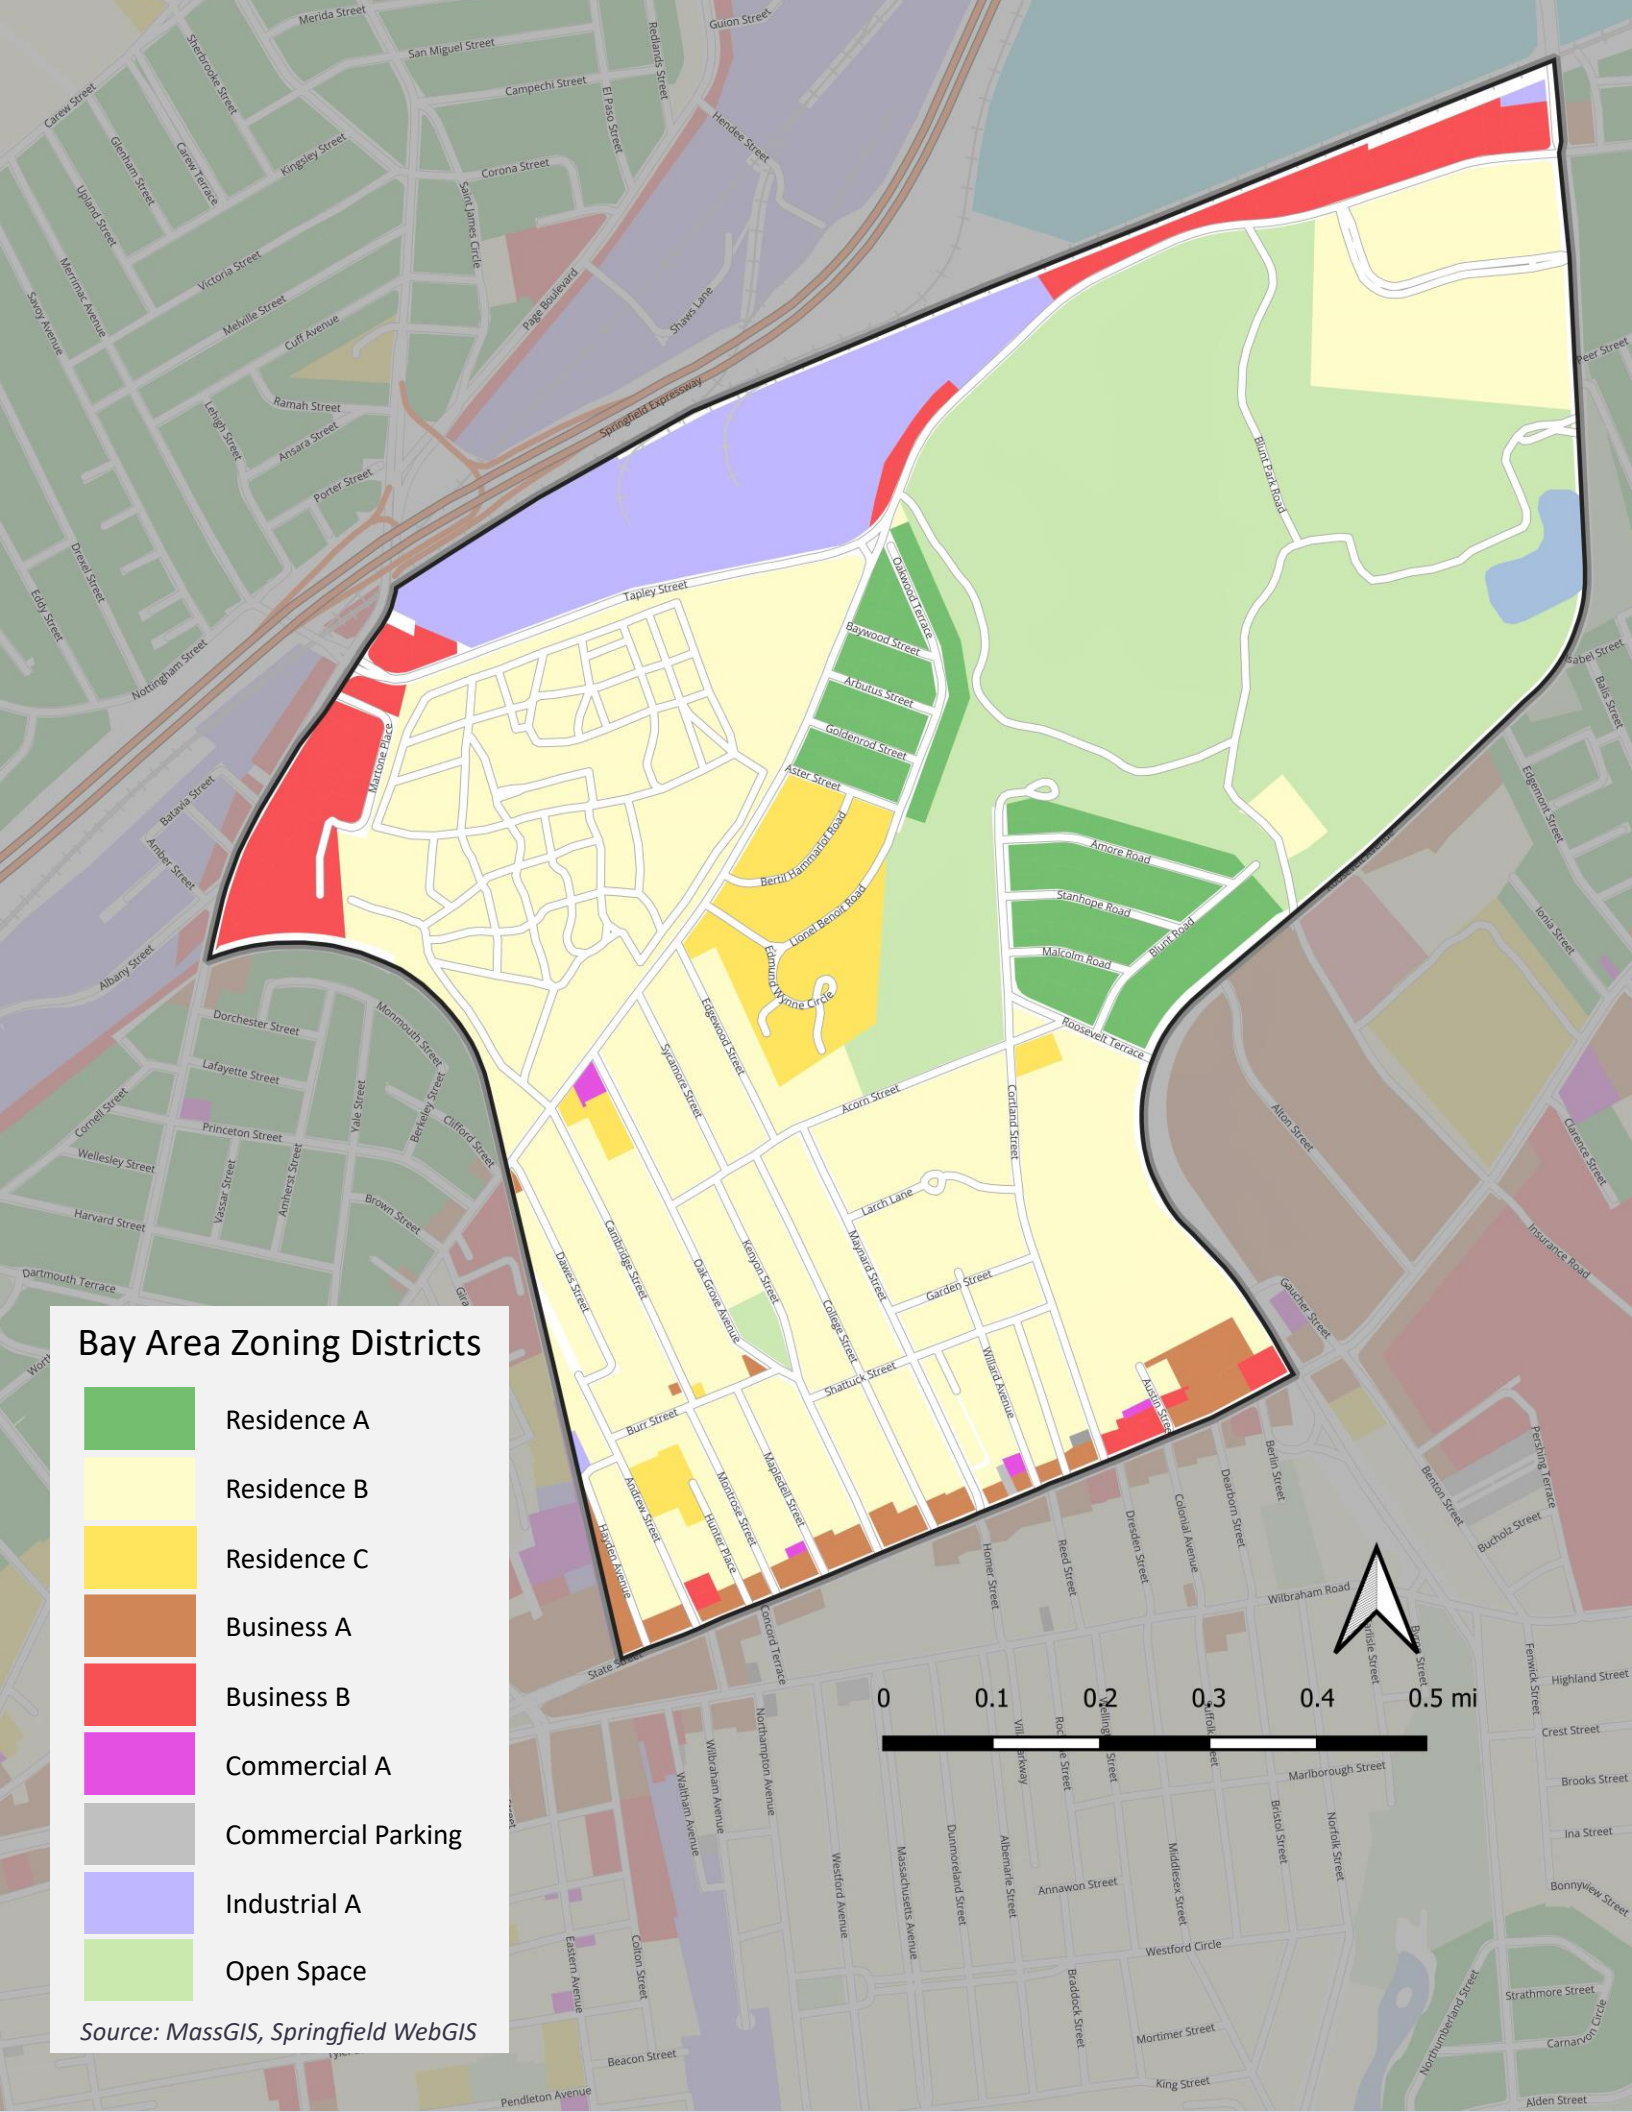 Merida Street
Guion Street
San Miguel Street
Redlands Street
Sherbrooke Street
Carew Street
Campechi Street
El Paso Street
Hendee Street
Glenham Street
Carew Terrace
Kingsley Street
Corona Street
Upland Street
Saint James Circle
Victoria Street
Merrimac Avenue
Savoy Avenue
Melville Street
Cuff Avenue
Page Boulevard
Shaws Lane
Peer Street
Ramah Street
Springfield Expressway
Lehigh Street
Ansara Street
Porter Street
Blunt Park Road
Drexel Street
Eddy Street
Tapley Street
Oakwood Terrace
Baywood Street
Nottingham Street
Arbutus Street
Goldenrod Street
Aster Street
sabel Street
Balis Street
Martone Place
Batavia Street
Amber Street
Edgemont Street
Bertil Hammarlof Road
Amore Road
Stanhope Road
Blunt Road
Malcolm Road
Lionel Benoit Road
Edmund Wynne Circle
Ionia Street
Albany Street
Dorchester Street
Monmouth Street
Edgewood Street
Roosevelt Terrace
Lafayette Street
Sycamore Street
Acorn Street
Cortland Street
Cornell Street
Yale Street
Berkeley Street
Clifford Street
Princeton Street
Wellesley Street
Vassar Street
Amherst Street
Alton Street
Clarence Street
Harvard Street
Brown Street
Larch Lane
Maynard Street
Cambridge Street
Dawes Street
Kenyon Street
Oak Grove Avenue
College Street
Garden Street
Insurance Road
Dartmouth Terrace
Gaucher Street
Shattuck Street
Willard Avenue
Austin Stree
Burr Street
Andrew Street
Montrose Street
Mapledell Street
Hunter Place
Hayden Avenue
State Stree
Concord Terrace
Homer Street
Reed Street
Dresden Street
Colonial Avenue
Dearborn Street
Berlin Street
Benton Street
Pershing Terrace
Bucholz Street
Wilbraham Road
Bay Area Zoning Districts
Residence A
Residence B
Residence C
Business A
Business B
Commercial A
Commercial Parking
Industrial A
Open Space
Source: MassGIS, Springfield WebGIS
0 0.1 0.2 0.3 0.4 0.5 mi
Fenwick Street
Highland Street
Crest Street
Marlborough Street
Brooks Street
Ina Street
Northampton Avenue
Wilbraham Avenue
Waltham Avenue
Westford Avenue
Massachusetts Avenue
Dunmoreland Street
Albemarle Street
Annawon Street
Middlesex Street
Bristol Street
Norfolk Street
Bonnyview Street
Westford Circle
Eastern Avenue
Colton Street
Braddock Street
Strathmore Street
Northumberland Street
Carnarvon Circle
Mortimer Street
Beacon Street
King Street
Pendleton Avenue
Alden Street